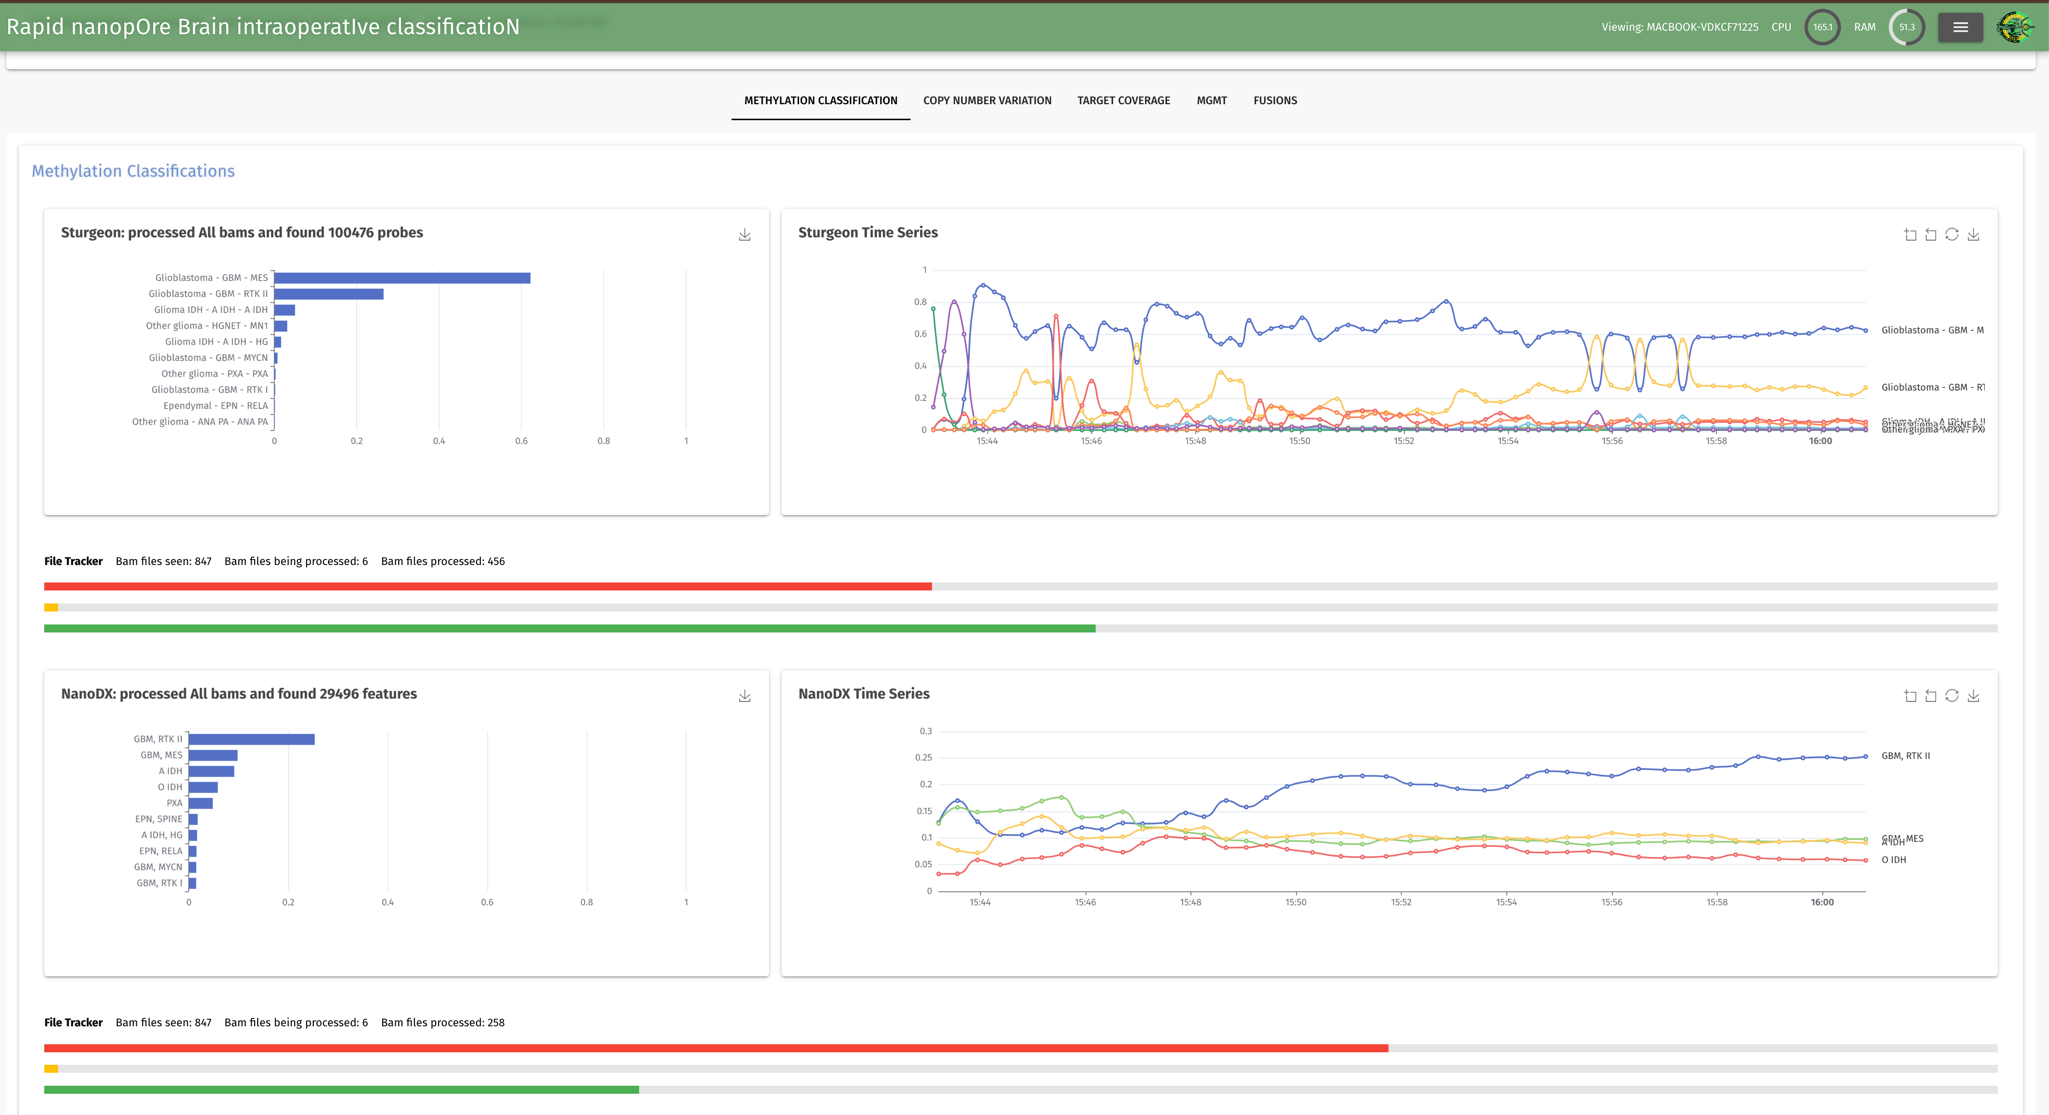 Rapid nanopOre Brain intraoperatIve classificatioN
Viewing: MACBOOK-VDKCF71225 CPU 165.1 RAM 51.3
METHYLATION CLASSIFICATION COPY NUMBER VARIATION TARGET COVERAGE MGMT FUSIONS
Methylation Classifications
Sturgeon: processed All bams and found 100476 probes
Glioblastoma - GBM - MES
Glioblastoma - GBM - RTK II
Glioma IDH - A IDH - A IDH
Other glioma - HGNET - MN1
Glioma IDH - A IDH - HG
Glioblastoma - GBM - MYCN
Other glioma - PXA - PXA
Glioblastoma - GBM - RTK I
Ependymal - EPN - RELA
Other glioma - ANA PA - ANA PA
0 0.2 0.4 0.6 0.8 1
Sturgeon Time Series
1
0.8
0.6
0.4
0.2
0
15:44 15:46 15:48 15:50 15:52 15:54 15:56 15:58 16:00
Glioblastoma - GBM - M
Glioblastoma - GBM - RT
File Tracker Bam files seen: 847 Bam files being processed: 6 Bam files processed: 456
NanoDX: processed All bams and found 29496 features
GBM, RTK II
GBM, MES
A IDH
O IDH
PXA
EPN, SPINE
A IDH, HG
EPN, RELA
GBM, MYCN
GBM, RTK I
0 0.2 0.4 0.6 0.8 1
NanoDX Time Series
0.3
0.25
0.2
0.15
0.1
0.05
0
15:44 15:46 15:48 15:50 15:52 15:54 15:56 15:58 16:00
GBM, RTK II
GBM, MES
A IDH
O IDH
File Tracker Bam files seen: 847 Bam files being processed: 6 Bam files processed: 258